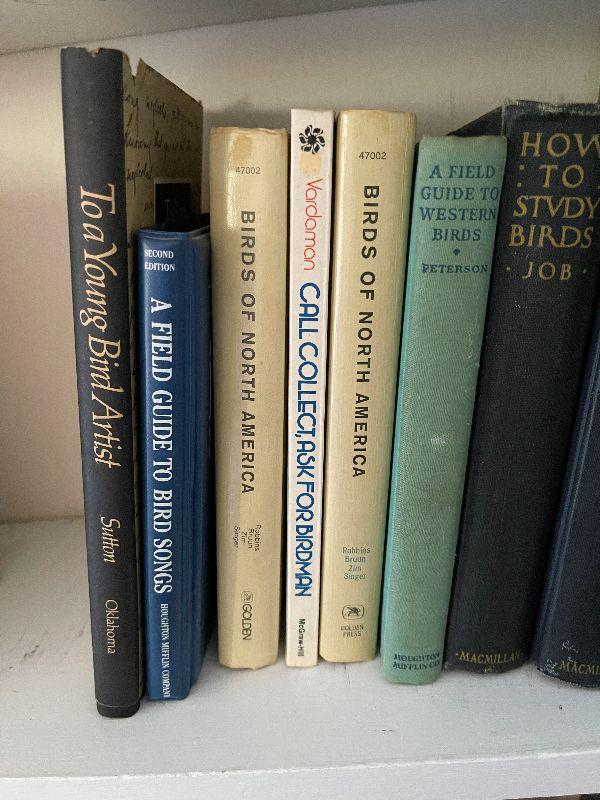 To a Young Bird Artist
Sutton
Oklahoma
SECOND
EDITION
A FIELD GUIDE TO BIRD SONGS
HOUGHTON MIFFLIN COMPANY
47002
BIRDS OF NORTH AMERICA
Robbins
Bruun
Zim
Singer
GOLDEN
Vardaman
CALL COLLECT, ASK FOR BIRDMAN
McGraw-Hill
47002
BIRDS OF NORTH AMERICA
Robbins
Bruun
Zim
Singer
GOLDEN
PRESS
A FIELD
GUIDE TO
WESTERN
BIRDS
PETERSON
HOUGHTON
MIFFLIN CO.
HOW
: TO :
STVDY
BIRDS
· JOB ·
·MACMILLAN·